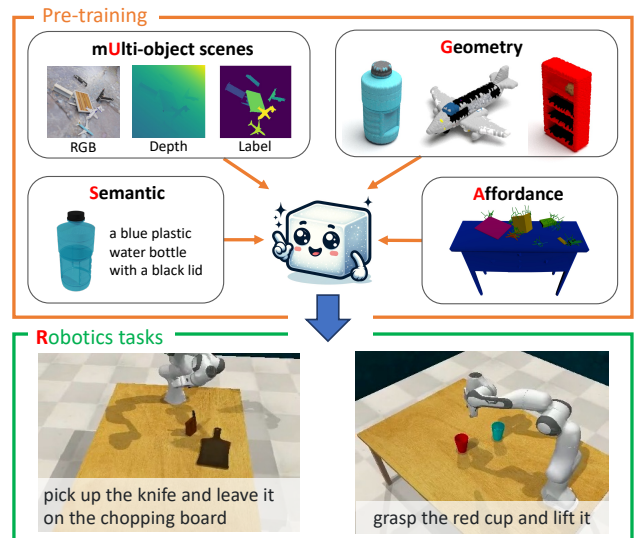 Pre-training
mUlti-object scenes
RGB
Depth
Label
Geometry
Semantic
a blue plastic
water bottle
with a black lid
Affordance
Robotics tasks
pick up the knife and leave it
on the chopping board
grasp the red cup and lift it